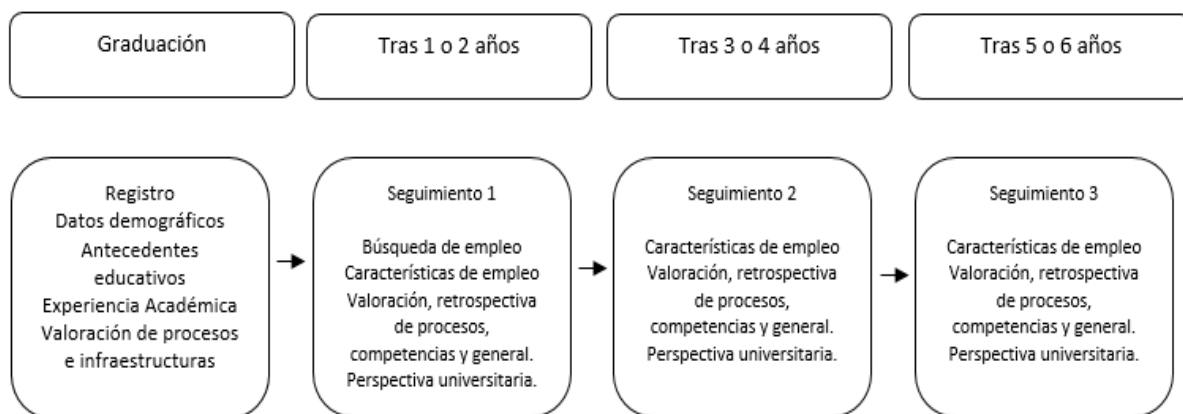 Graduación
Tras 1 o 2 años
Tras 3 o 4 años
Tras 5 o 6 años
Registro
Datos demográficos
Antecedentes
educativos
Experiencia Académica
Valoración de procesos
e infraestructuras
Seguimiento 1
Búsqueda de empleo
Características de empleo
Valoración, retrospectiva
de procesos,
competencias y general.
Perspectiva universitaria.
Seguimiento 2
Características de empleo
Valoración, retrospectiva
de procesos,
competencias y general.
Perspectiva universitaria.
Seguimiento 3
Características de empleo
Valoración, retrospectiva
de procesos,
competencias y general.
Perspectiva universitaria.